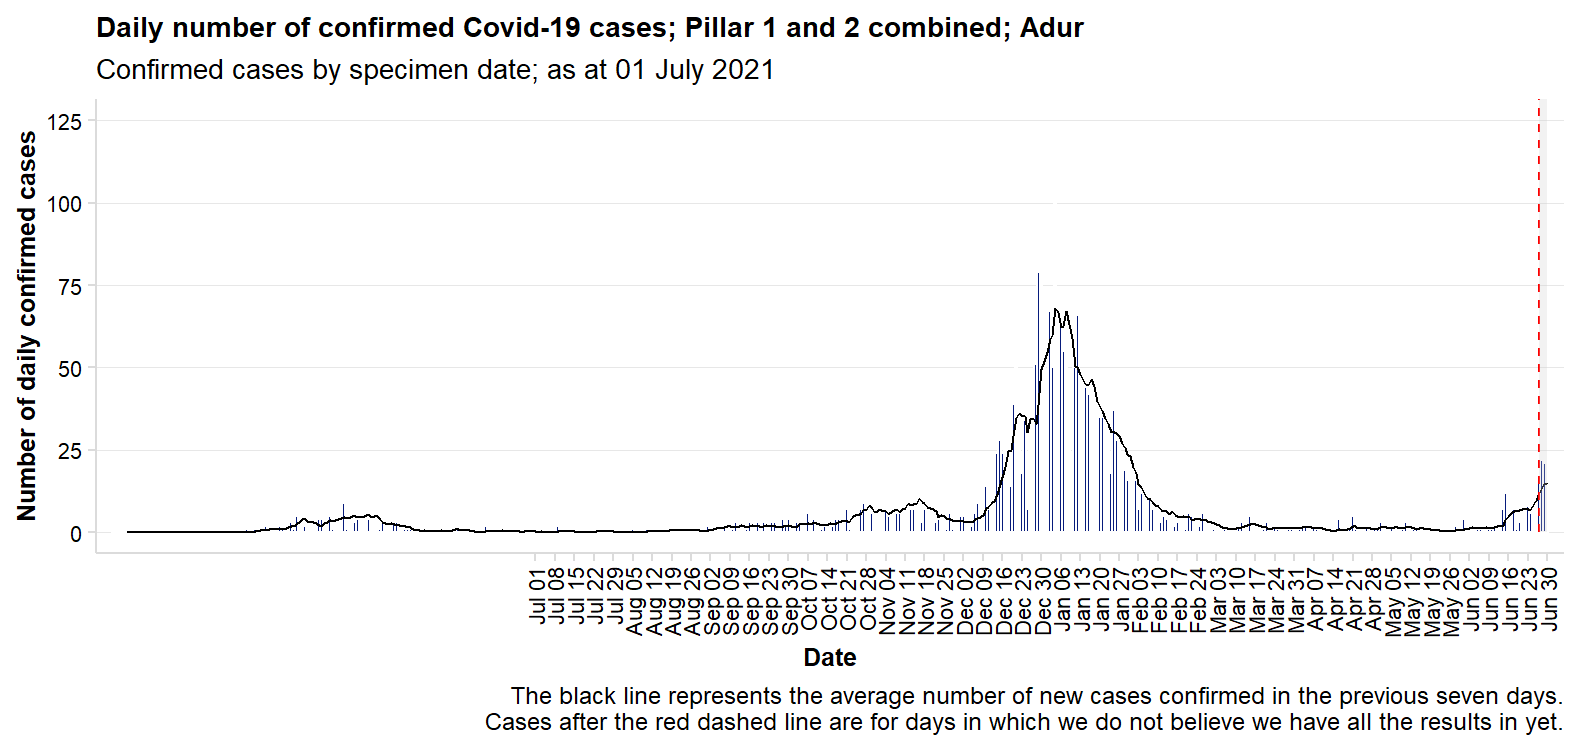 Daily number of confirmed Covid-19 cases; Pillar 1 and 2 combined; Adur
Confirmed cases by specimen date; as at 01 July 2021
Number of daily confirmed cases
125
100
75
50
25
0
Jul 01
Jul 08
Jul 15
Jul 22
Jul 29
Aug 05
Aug 12
Aug 19
Aug 26
Sep 02
Sep 09
Sep 16
Sep 23
Sep 30
Oct 07
Oct 14
Oct 21
Oct 28
Nov 04
Nov 11
Nov 18
Nov 25
Dec 02
Dec 09
Dec 16
Dec 23
Dec 30
Jan 06
Jan 13
Jan 20
Jan 27
Feb 03
Feb 10
Feb 17
Feb 24
Mar 03
Mar 10
Mar 17
Mar 24
Mar 31
Apr 07
Apr 14
Apr 21
Apr 28
May 05
May 12
May 19
May 26
Jun 02
Jun 09
Jun 16
Jun 23
Jun 30
Date
The black line represents the average number of new cases confirmed in the previous seven days.
Cases after the red dashed line are for days in which we do not believe we have all the results in yet.